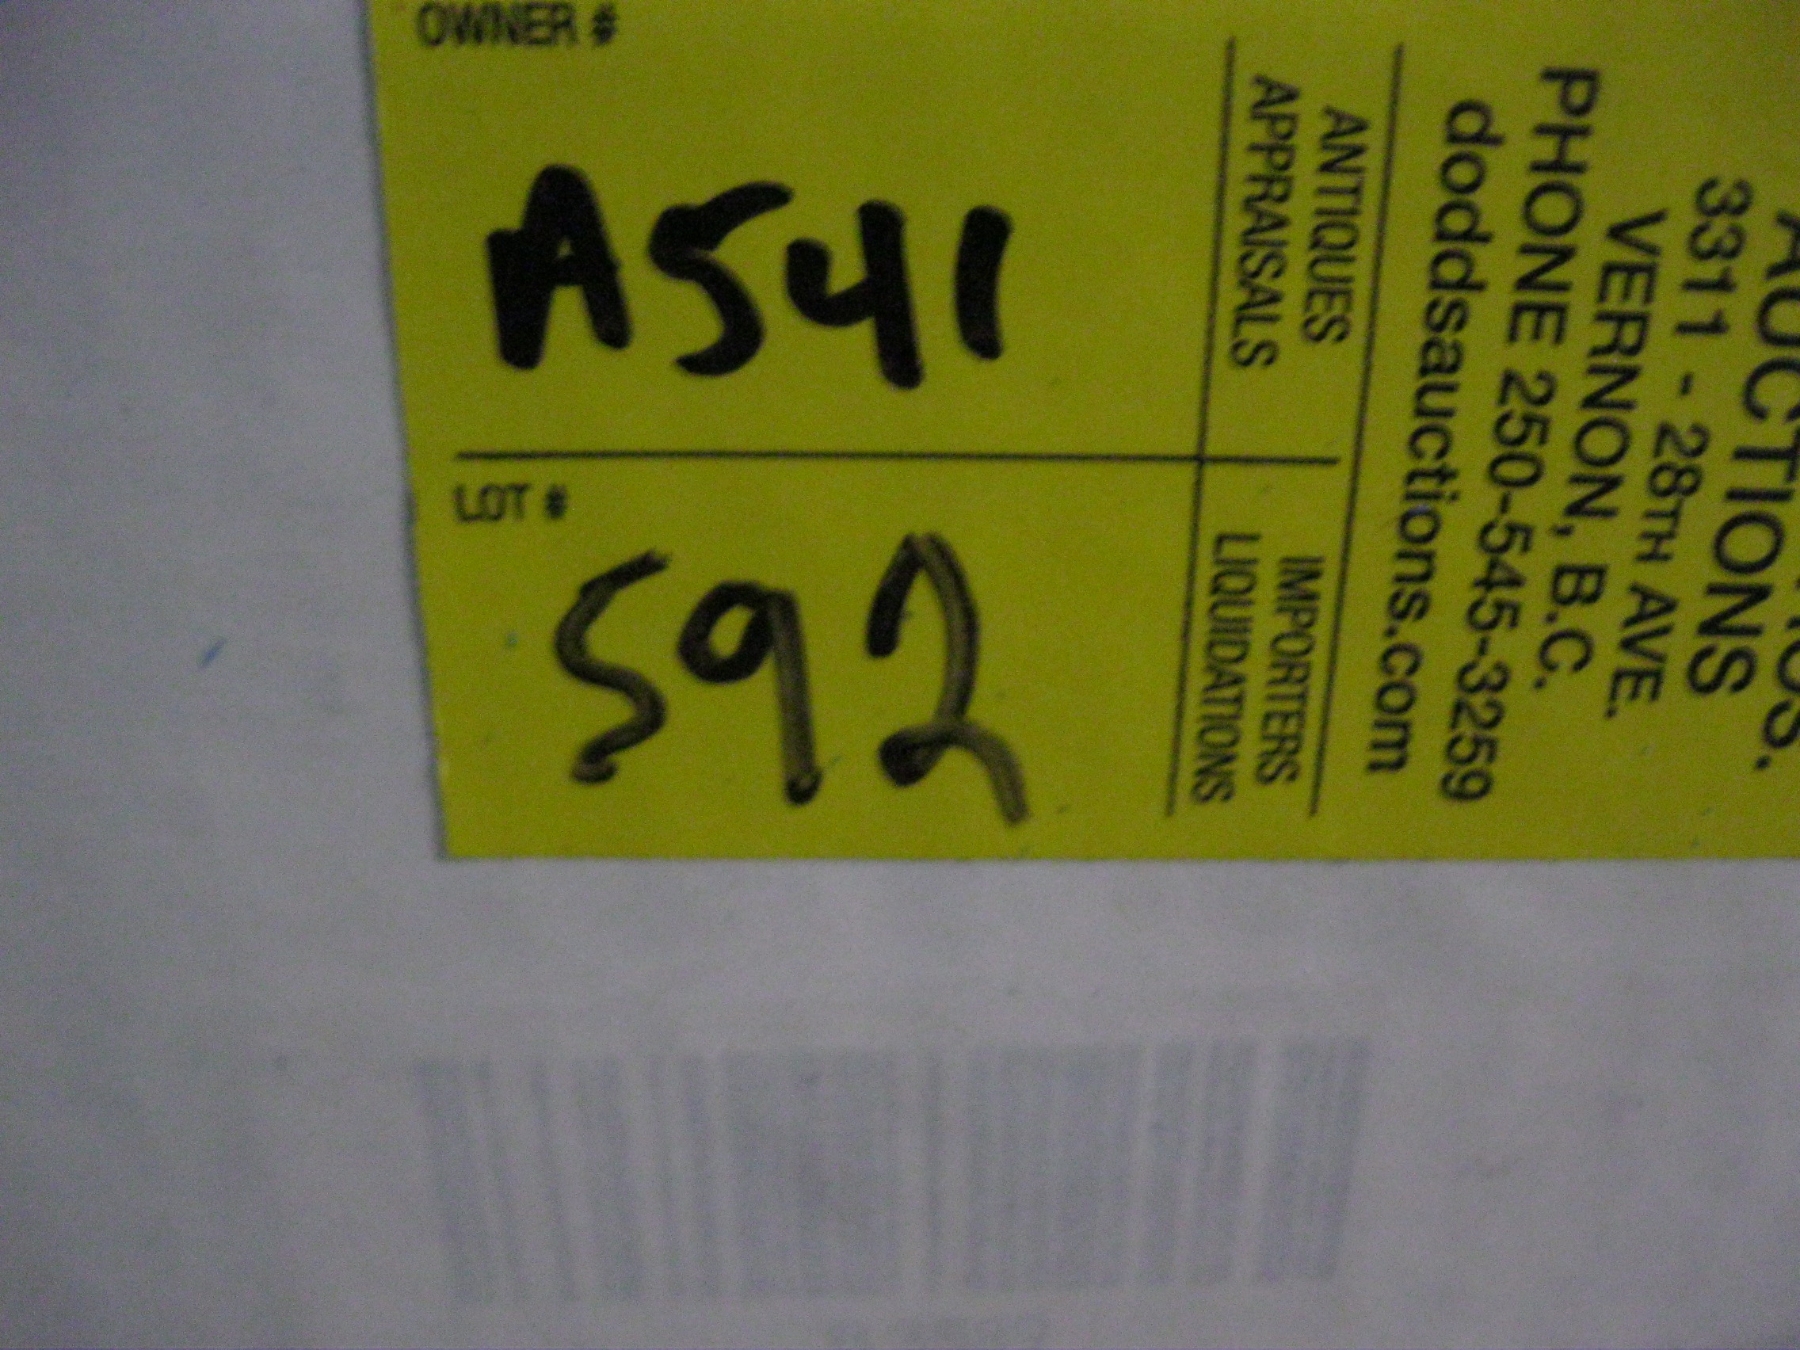 OWNER #
A541
LOT #
592
ANTIQUES
APPRAISALS
IMPORTERS
LIQUIDATIONS
AUCTIONS
3311 - 28TH AVE.
VERNON, B.C.
PHONE 250-545-3259
doddsauctions.com